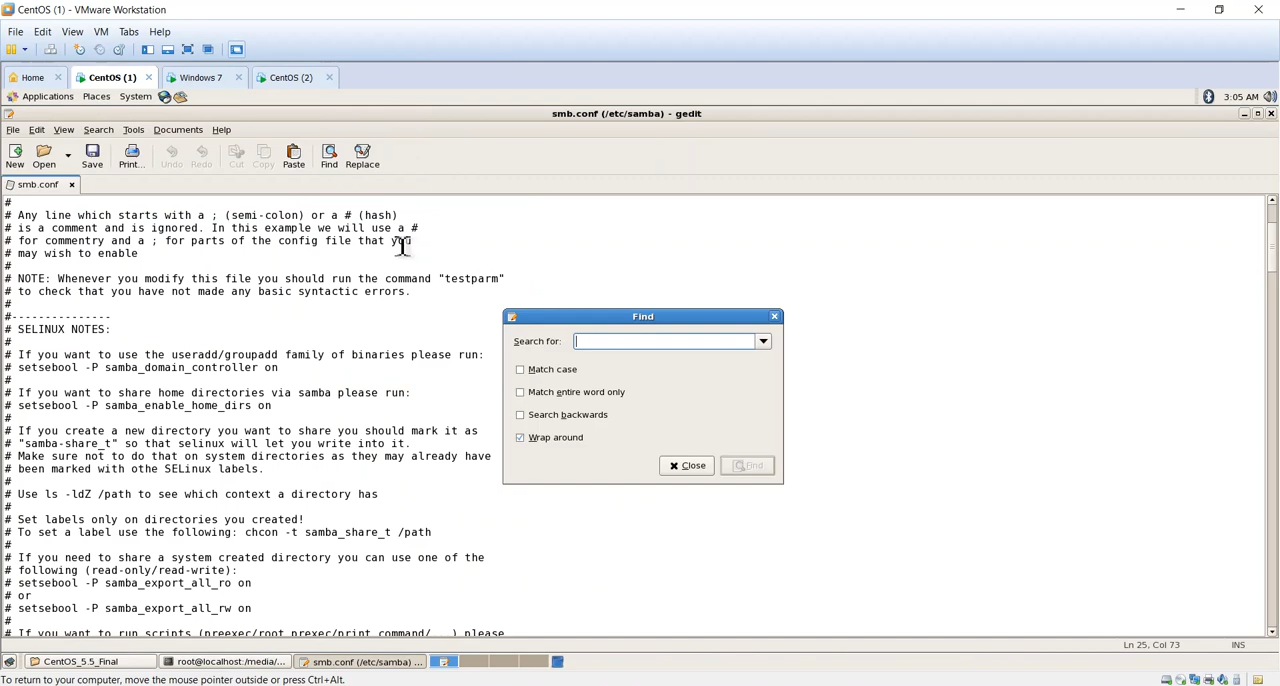 CentOS (1) - VMware Workstation
File Edit View VM Tabs Help
Home CentOS (1) Windows 7 CentOS (2)
Applications Places System 3:05 AM
smb.conf (/etc/samba) - gedit
File Edit View Search Tools Documents Help
New Open Save Print... Undo Redo Cut Copy Paste Find Replace
smb.conf
#
# Any line which starts with a ; (semi-colon) or a # (hash)
# is a comment and is ignored. In this example we will use a #
# for commentry and a ; for parts of the config file that you
# may wish to enable
#
# NOTE: Whenever you modify this file you should run the command "testparm"
# to check that you have not made any basic syntactic errors.
#
#---------------
# SELINUX NOTES:
#
# If you want to use the useradd/groupadd family of binaries please run:
# setsebool -P samba_domain_controller on
#
# If you want to share home directories via samba please run:
# setsebool -P samba_enable_home_dirs on
#
# If you create a new directory you want to share you should mark it as
# "samba-share_t" so that selinux will let you write into it.
# Make sure not to do that on system directories as they may already have
# been marked with othe SELinux labels.
#
# Use ls -ldZ /path to see which context a directory has
#
# Set labels only on directories you created!
# To set a label use the following: chcon -t samba_share_t /path
#
# If you need to share a system created directory you can use one of the
# following (read-only/read-write):
# setsebool -P samba_export_all_ro on
# or
# setsebool -P samba_export_all_rw on
#
# If you want to run scripts (preexec/root prexec/print command/...) please
Find
Search for:
Match case
Match entire word only
Search backwards
Wrap around
Close Find
Ln 25, Col 73 INS
CentOS_5.5_Final root@localhost:/media/... smb.conf (/etc/samba) ...
To return to your computer, move the mouse pointer outside or press Ctrl+Alt.